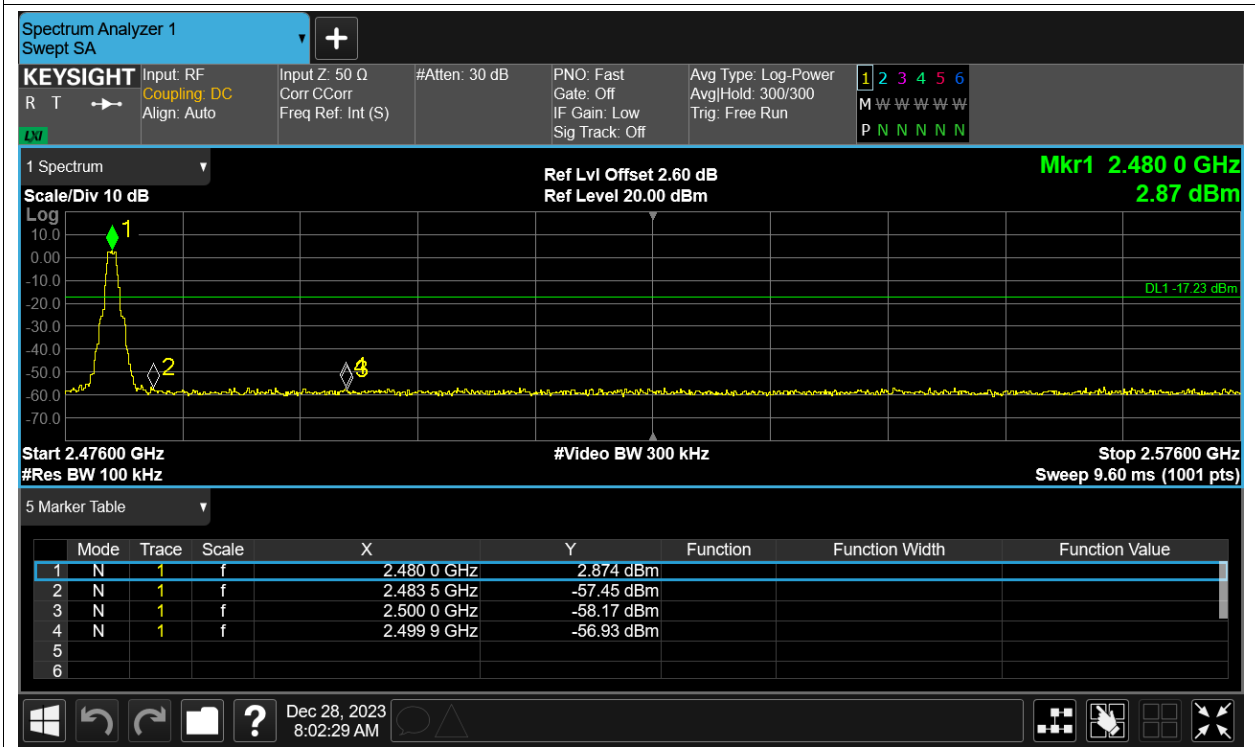 Spectrum Analyzer 1
Swept SA
+
KEYSIGHT Input: RF Input Z: 50 Ω #Atten: 30 dB PNO: Fast Avg Type: Log-Power 1 2 3 4 5 6
R T Coupling: DC Corr CCorr Gate: Off Avg|Hold: 300/300 M W W W W W
Align: Auto Freq Ref: Int (S) IF Gain: Low Trig: Free Run
LXI Sig Track: Off P N N N N N
1 Spectrum Ref Lvl Offset 2.60 dB Mkr1 2.480 0 GHz
Scale/Div 10 dB Ref Level 20.00 dBm 2.87 dBm
Log
10.0 1
0.00
-10.0
DL1 -17.23 dBm
-20.0
-30.0
-40.0
-50.0 2 4 3
-60.0
-70.0
Start 2.47600 GHz #Video BW 300 kHz Stop 2.57600 GHz
#Res BW 100 kHz Sweep 9.60 ms (1001 pts)
5 Marker Table
Mode Trace Scale X Y Function Function Width Function Value
1 N 1 f 2.480 0 GHz 2.874 dBm
2 N 1 f 2.483 5 GHz -57.45 dBm
3 N 1 f 2.500 0 GHz -58.17 dBm
4 N 1 f 2.499 9 GHz -56.93 dBm
5
6
? Dec 28, 2023
8:02:29 AM